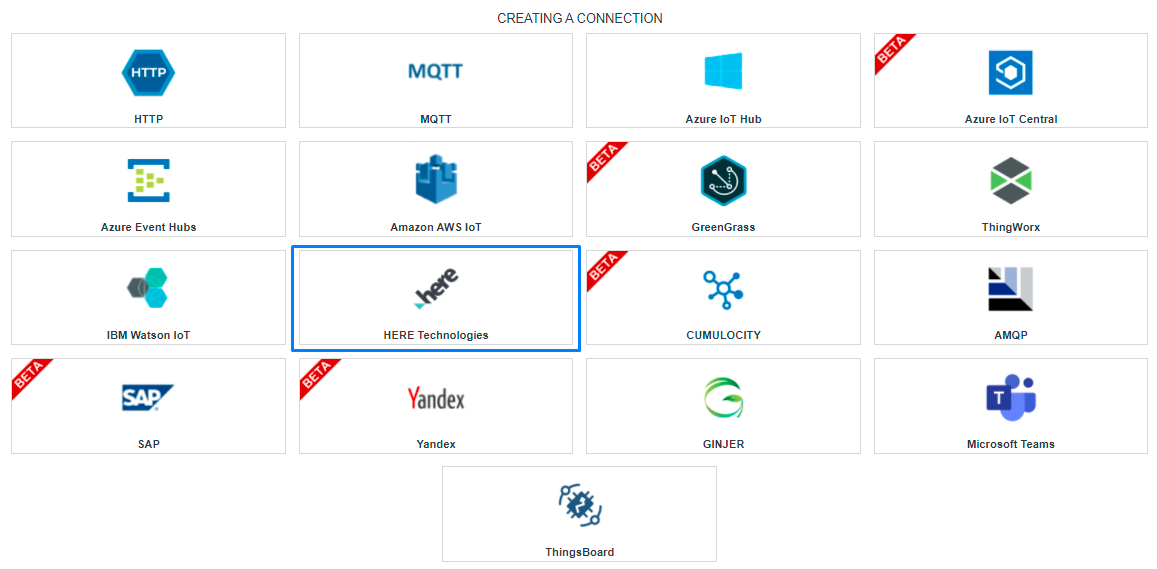 CREATING A CONNECTION
HTTP
HTTP
MQTT
MQTT
Azure IoT Hub
BETA
Azure IoT Central
Azure Event Hubs
Amazon AWS IoT
BETA
GreenGrass
ThingWorx
IBM Watson IoT
here
HERE Technologies
BETA
CUMULOCITY
AMQP
BETA
SAP
SAP
BETA
Yandex
Yandex
GINJER
T
Microsoft Teams
ThingsBoard